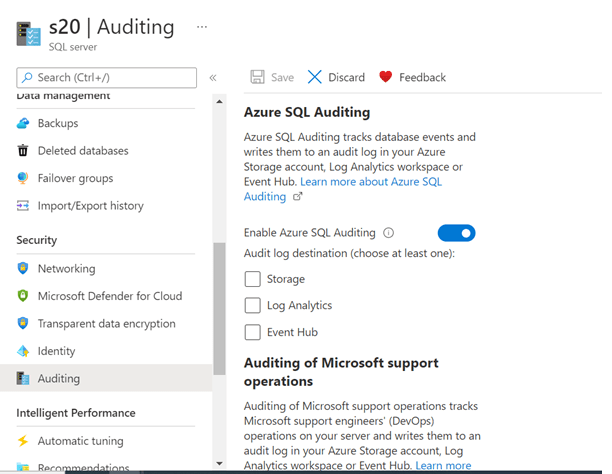 s20 | Auditing ...
SQL server
Search (Ctrl+/)
«
Data management
Backups
Deleted databases
Failover groups
Import/Export history
Security
Networking
Microsoft Defender for Cloud
Transparent data encryption
Identity
Auditing
Intelligent Performance
Automatic tuning
Recommendations
Save
Discard
Feedback
Azure SQL Auditing
Azure SQL Auditing tracks database events and
writes them to an audit log in your Azure
Storage account, Log Analytics workspace or
Event Hub. Learn more about Azure SQL
Auditing
Enable Azure SQL Auditing
Audit log destination (choose at least one):
Storage
Log Analytics
Event Hub
Auditing of Microsoft support
operations
Auditing of Microsoft support operations tracks
Microsoft support engineers' (DevOps)
operations on your server and writes them to an
audit log in your Azure Storage account, Log
Analytics workspace or Event Hub. Learn more